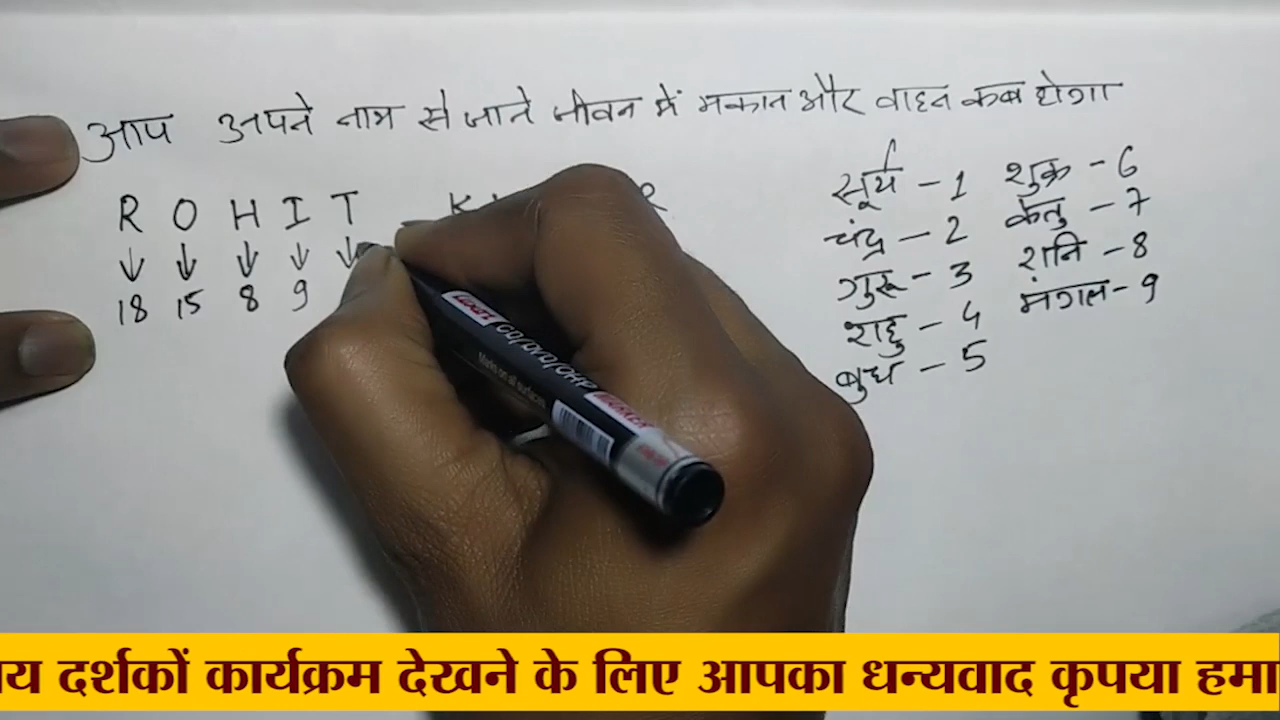 आप अपने नाम से जाने जीवन में मकान और वाहन कब होगा
R O H I T
↓ ↓ ↓ ↓ ↓
18 15 8 9
सूर्य - 1
चंद्र - 2
गुरू - 3
राहु - 4
बुध - 5
शुक्र - 6
केतु - 7
शनि - 8
मंगल - 9
दर्शकों कार्यक्रम देखने के लिए आपका धन्यवाद कृपया